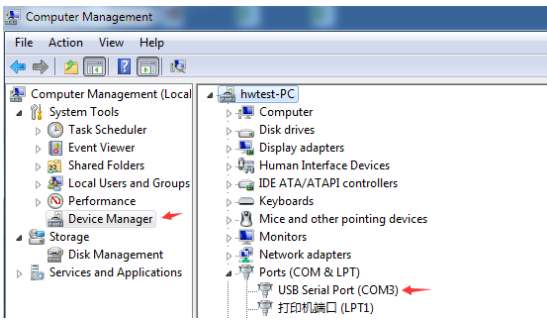 Computer Management
File Action View Help
Computer Management (Local
System Tools
Task Scheduler
Event Viewer
Shared Folders
Local Users and Groups
Performance
Device Manager
Storage
Disk Management
Services and Applications
hwtest-PC
Computer
Disk drives
Display adapters
Human Interface Devices
IDE ATA/ATAPI controllers
Keyboards
Mice and other pointing devices
Monitors
Network adapters
Ports (COM & LPT)
USB Serial Port (COM3)
打印机端口 (LPT1)